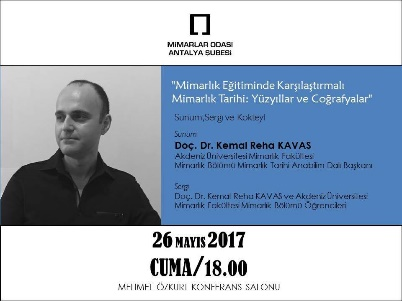 MİMARLAR ODASI
ANTALYA ŞUBESİ
"Mimarlık Eğitiminde Karşılaştırmalı
Mimarlık Tarihi: Yüzyıllar ve Coğrafyalar"
Sunum,Sergi ve Kokteyl
Sunum
Doç. Dr. Kemal Reha KAVAS
Akdeniz Üniversitesi Mimarlık Fakültesi
Mimarlık Bölümü Mimarlık Tarihi Anabilim Dalı Başkanı
Sergi
Doç. Dr. Kemal Reha KAVAS ve Akdeniz Üniversitesi
Mimarlık Fakültesi Mimarlık Bölümü Öğrencileri
26 MAYIS 2017
CUMA/18.00
MEHMET ÖZKURT KONFERANS SALONU